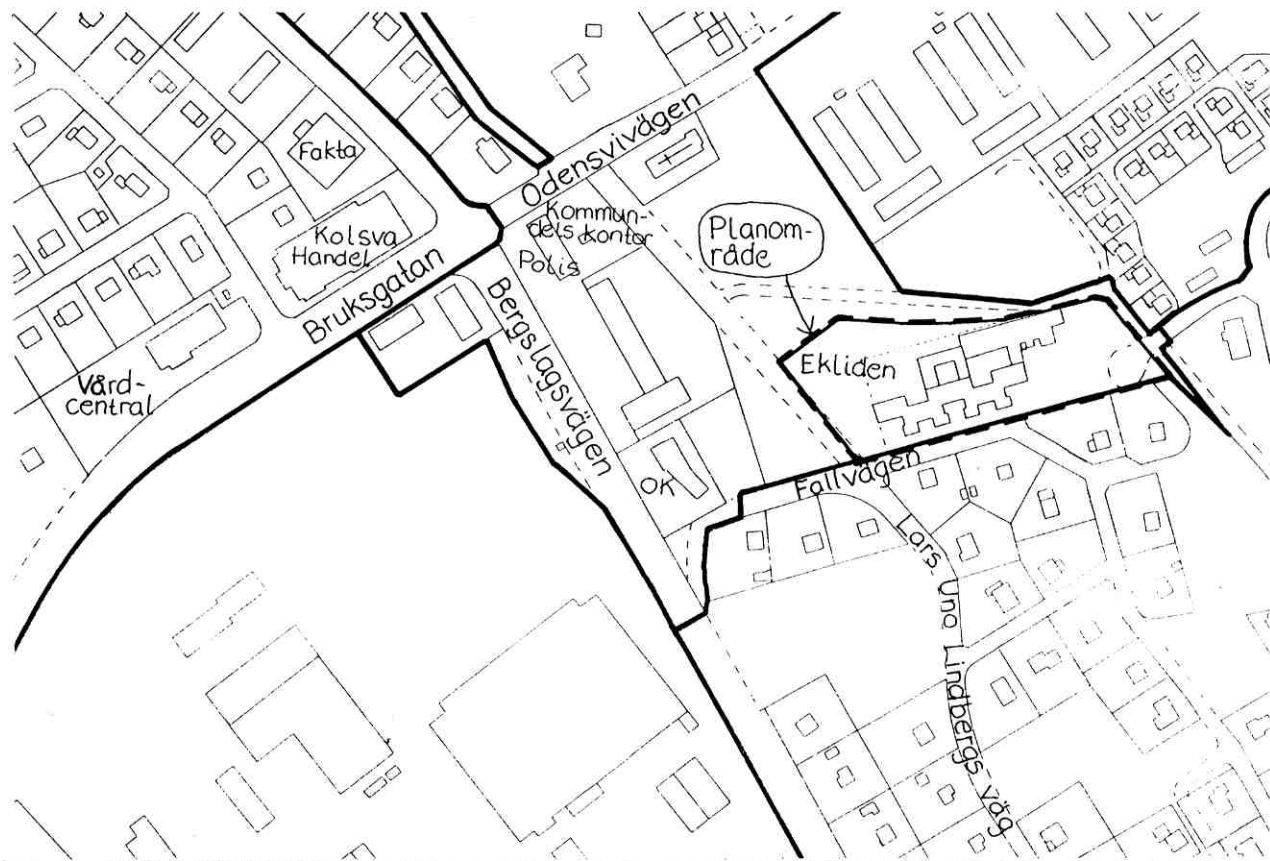 Odensvivägen
Fakta
Kommun-
dels kontor
Planom-
råde
Kolsva
Handel
Polis
Bruksgatan
Bergslagsvägen
Ekliden
Vård-
central
OK
Fallvägen
Lars Uno Lindbergs väg